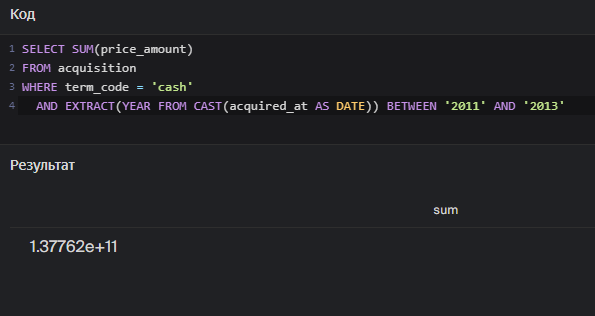 Код
1 SELECT SUM(price_amount)
2 FROM acquisition
3 WHERE term_code = 'cash'
4 AND EXTRACT(YEAR FROM CAST(acquired_at AS DATE)) BETWEEN '2011' AND '2013'
Результат
sum
1.37762e+11